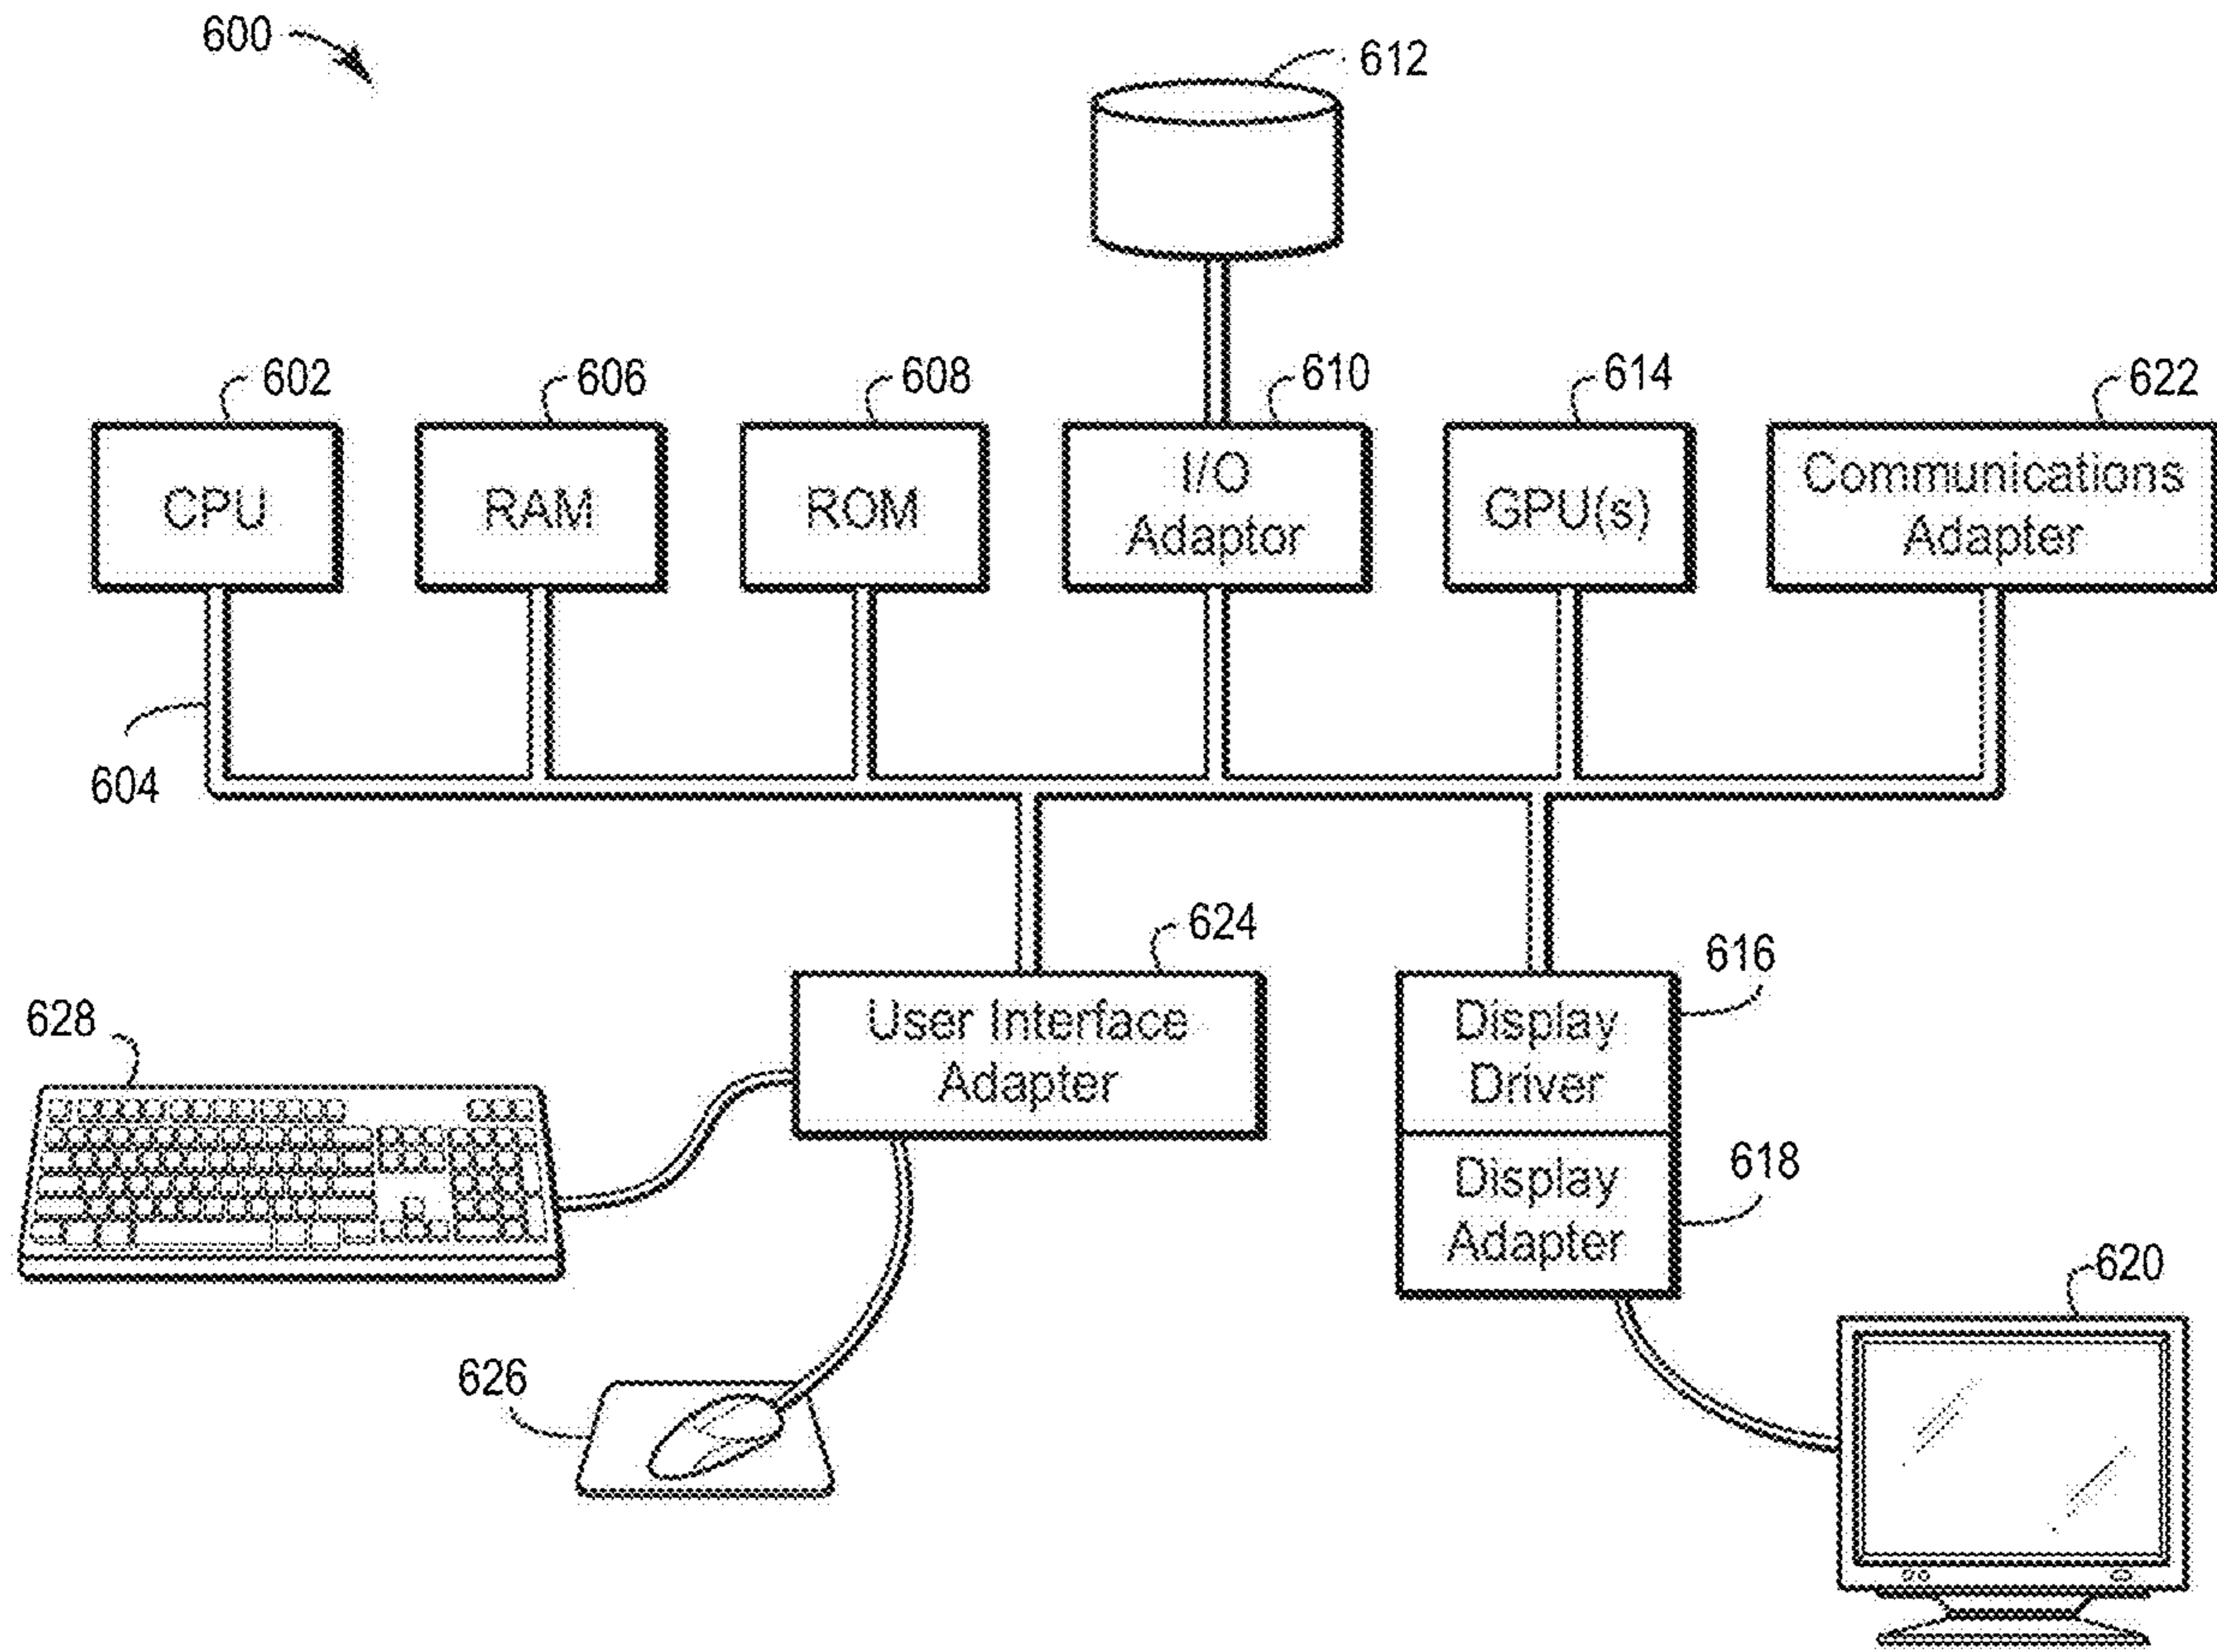 600
612
602
606
608
610
614
622
CPU
RAM
ROM
I/O
Adaptor
GPU(s)
Communications
Adapter
604
624
616
628
User Interface
Adapter
Display
Driver
618
Display
Adapter
620
626